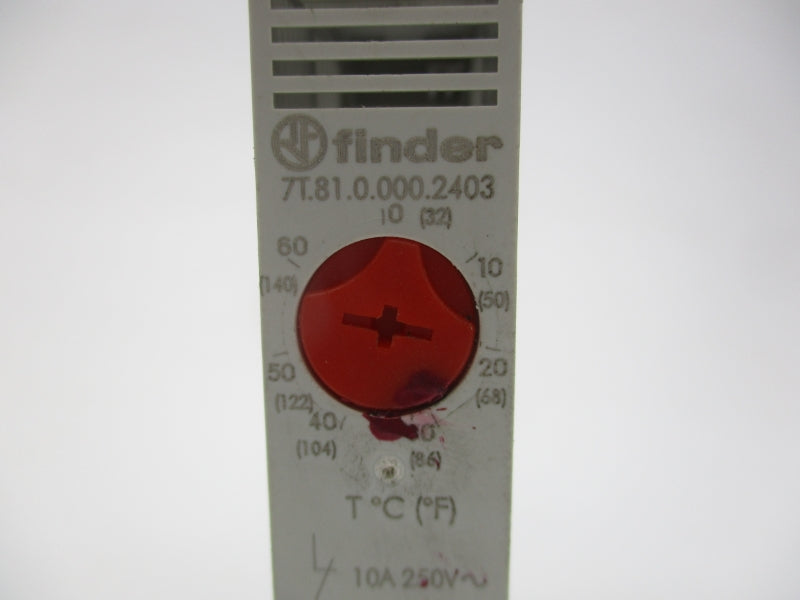 finder
7T.81.0.000.2403
0 (32)
60 10
(140) (50)
50 20
(122) (68)
40
(104) (86)
T °C (°F)
10A 250V~